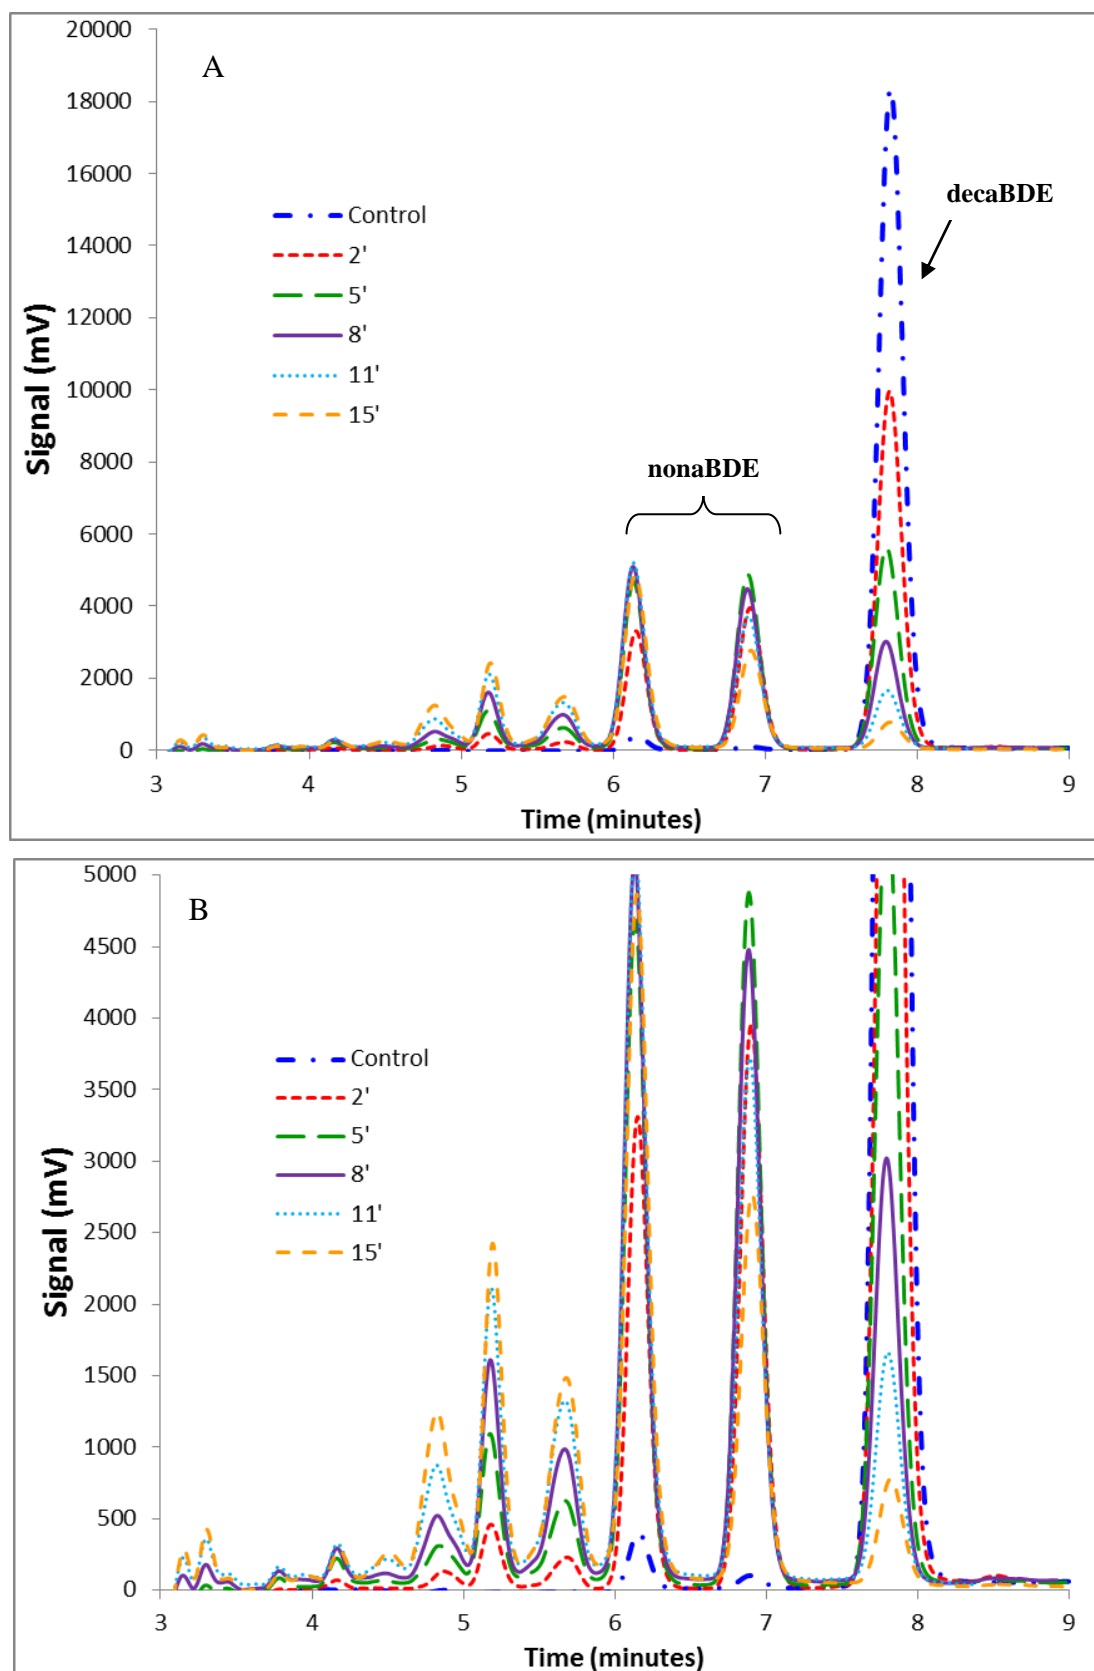 A
20000
18000
16000
14000
12000
10000
8000
6000
4000
2000
0
Signal (mV)
Control
2'
5'
8'
11'
15'
decaBDE
nonaBDE
3 4 5 6 7 8 9
Time (minutes)
B
5000
4500
4000
3500
3000
2500
2000
1500
1000
500
0
Signal (mV)
Control
2'
5'
8'
11'
15'
3 4 5 6 7 8 9
Time (minutes)